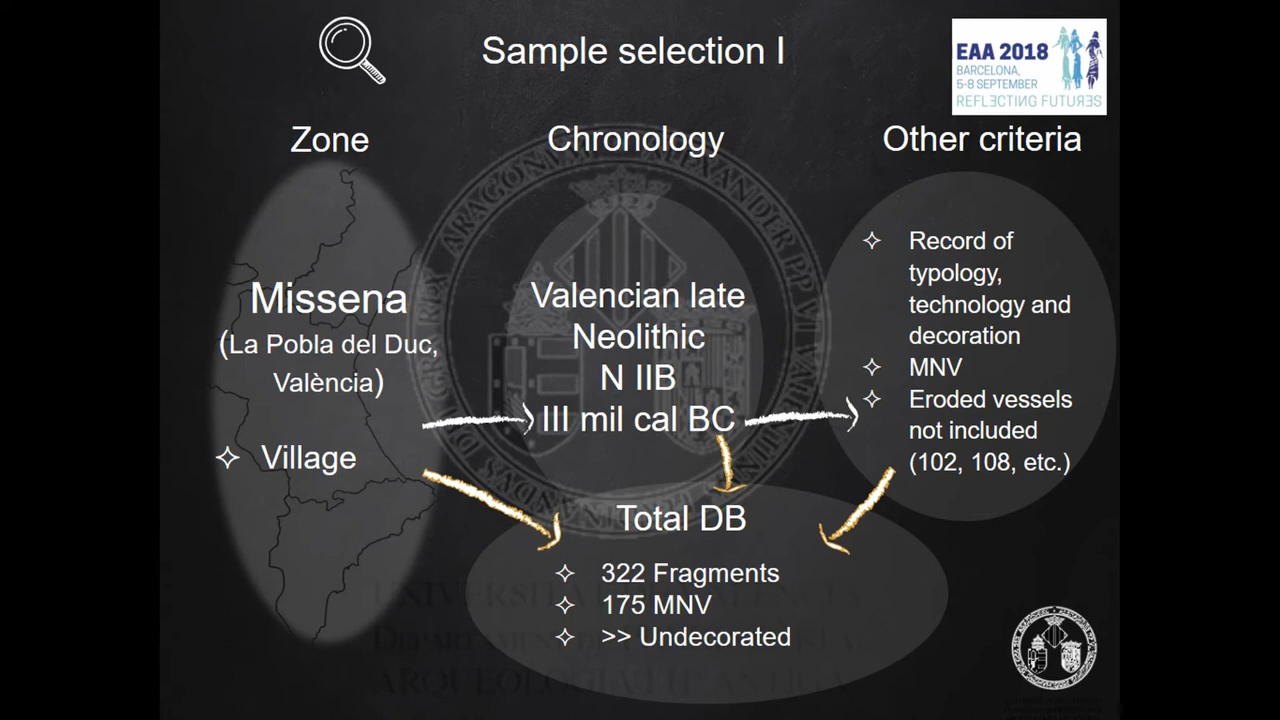 Sample selection I
EAA 2018
BARCELONA,
5-8 SEPTEMBER
REFLECTING FUTURES
Zone
Missena
(La Pobla del Duc,
València)
✧ Village
Chronology
Valencian late
Neolithic
N IIB
III mil cal BC
Other criteria
✧ Record of
typology,
technology and
decoration
✧ MNV
✧ Eroded vessels
not included
(102, 108, etc.)
Total DB
✧ 322 Fragments
✧ 175 MNV
✧ >> Undecorated